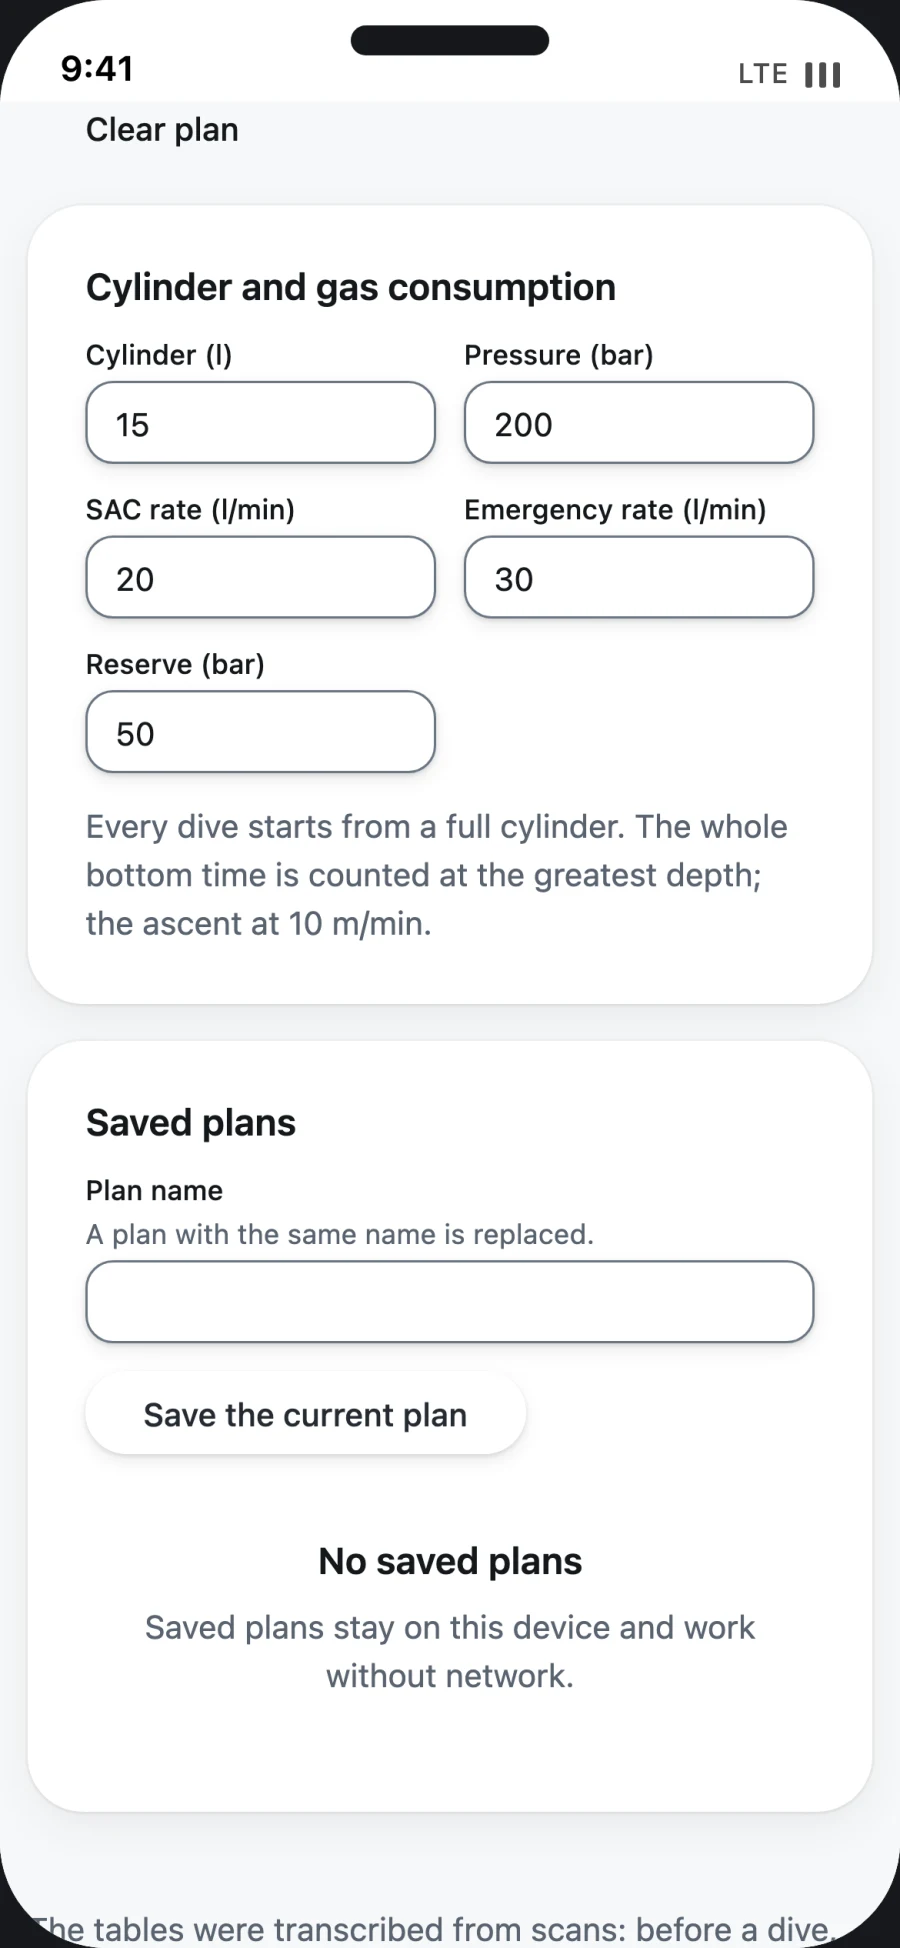 9:41
LTE
Clear plan
Cylinder and gas consumption
Cylinder (l)
Pressure (bar)
15
200
SAC rate (l/min)
Emergency rate (l/min)
20
30
Reserve (bar)
50
Every dive starts from a full cylinder. The whole
bottom time is counted at the greatest depth;
the ascent at 10 m/min.
Saved plans
Plan name
A plan with the same name is replaced.
Save the current plan
No saved plans
Saved plans stay on this device and work
without network.
The tables were transcribed from scans: before a dive,